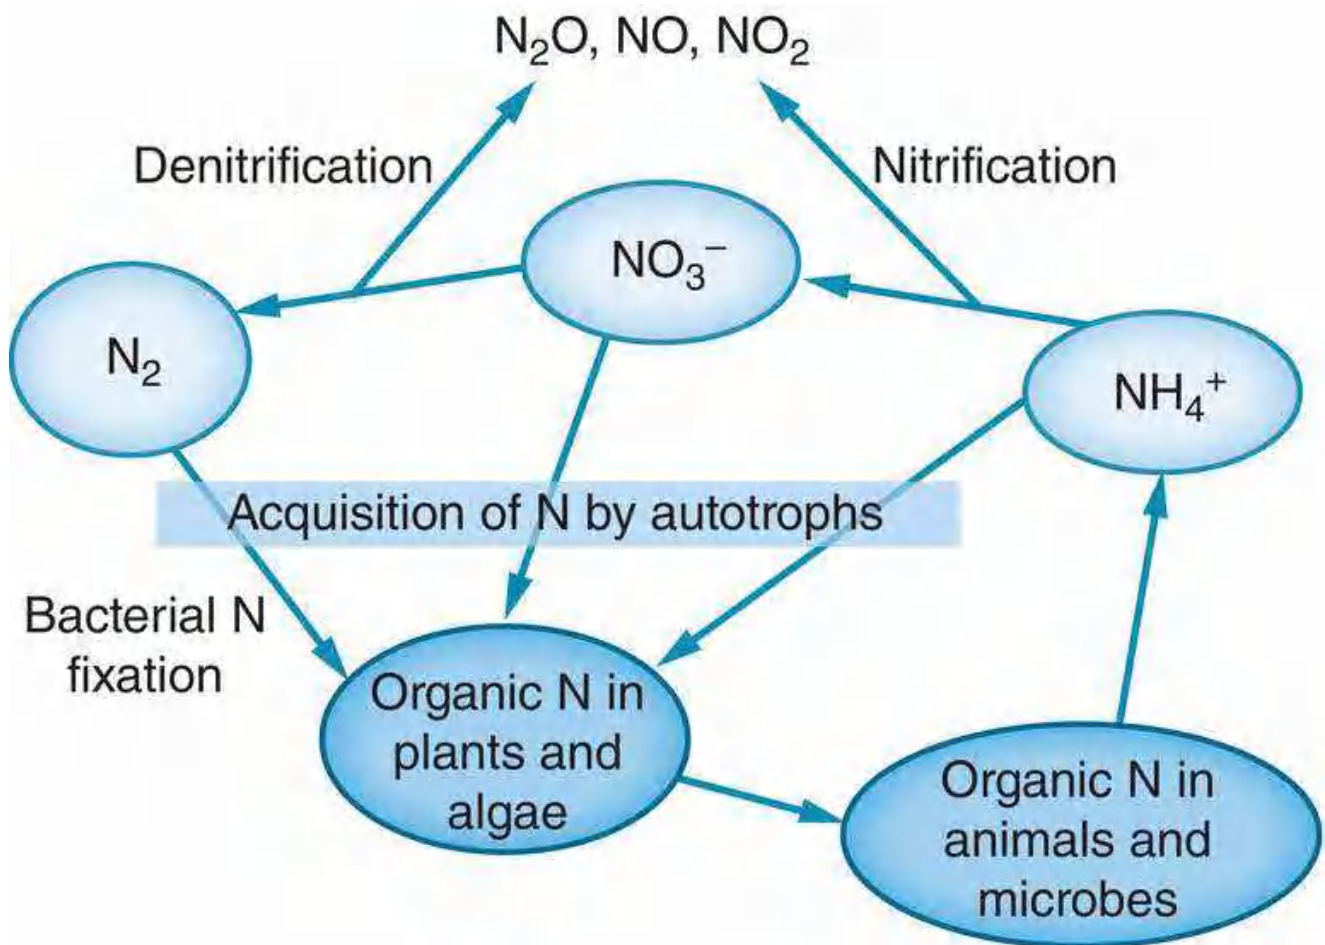 N₂O, NO, NO₂
Denitrification
Nitrification
NO₃⁻
N₂
NH₄⁺
Acquisition of N by autotrophs
Bacterial N
fixation
Organic N in
plants and
algae
Organic N in
animals and
microbes